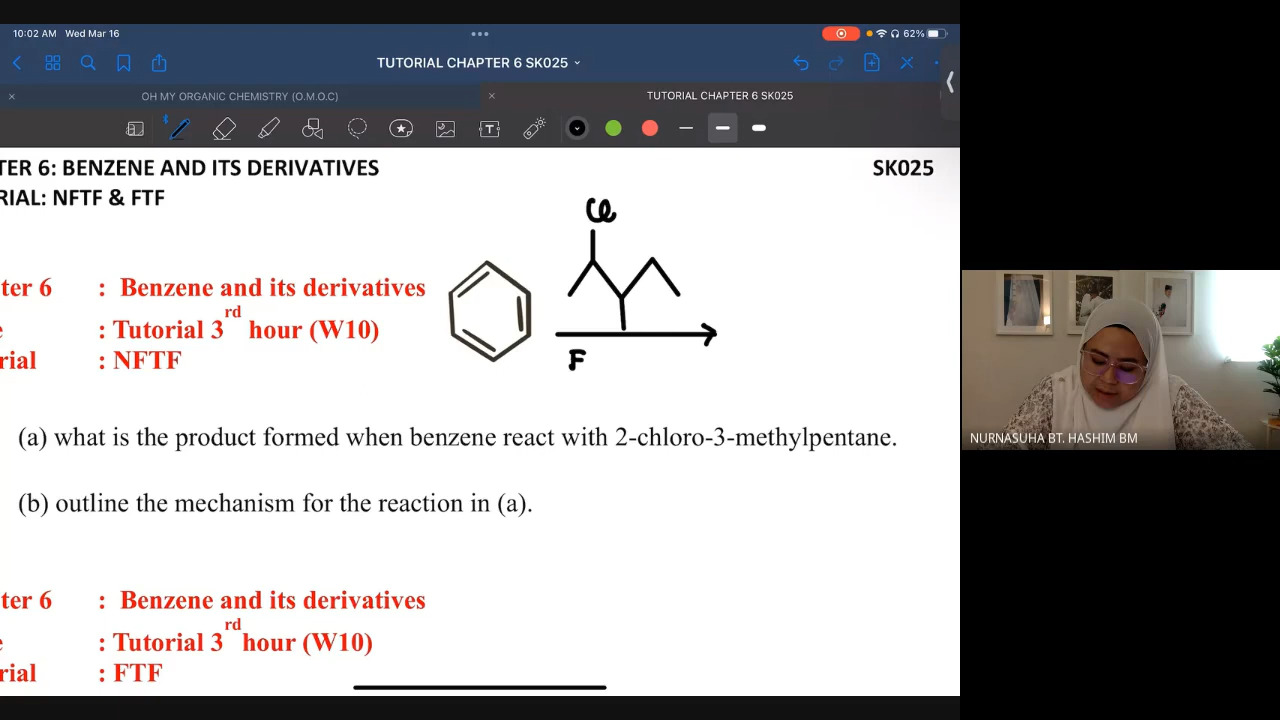 10:02 AM Wed Mar 16
62%
TUTORIAL CHAPTER 6 SK025
OH MY ORGANIC CHEMISTRY (O.M.O.C)
TUTORIAL CHAPTER 6 SK025
TER 6: BENZENE AND ITS DERIVATIVES
SK025
RIAL: NFTF & FTF
Cl
ter 6 : Benzene and its derivatives
e : Tutorial 3rd hour (W10)
rial : NFTF
F
(a) what is the product formed when benzene react with 2-chloro-3-methylpentane.
(b) outline the mechanism for the reaction in (a).
NURNASUHA BT. HASHIM BM
ter 6 : Benzene and its derivatives
e : Tutorial 3rd hour (W10)
rial : FTF